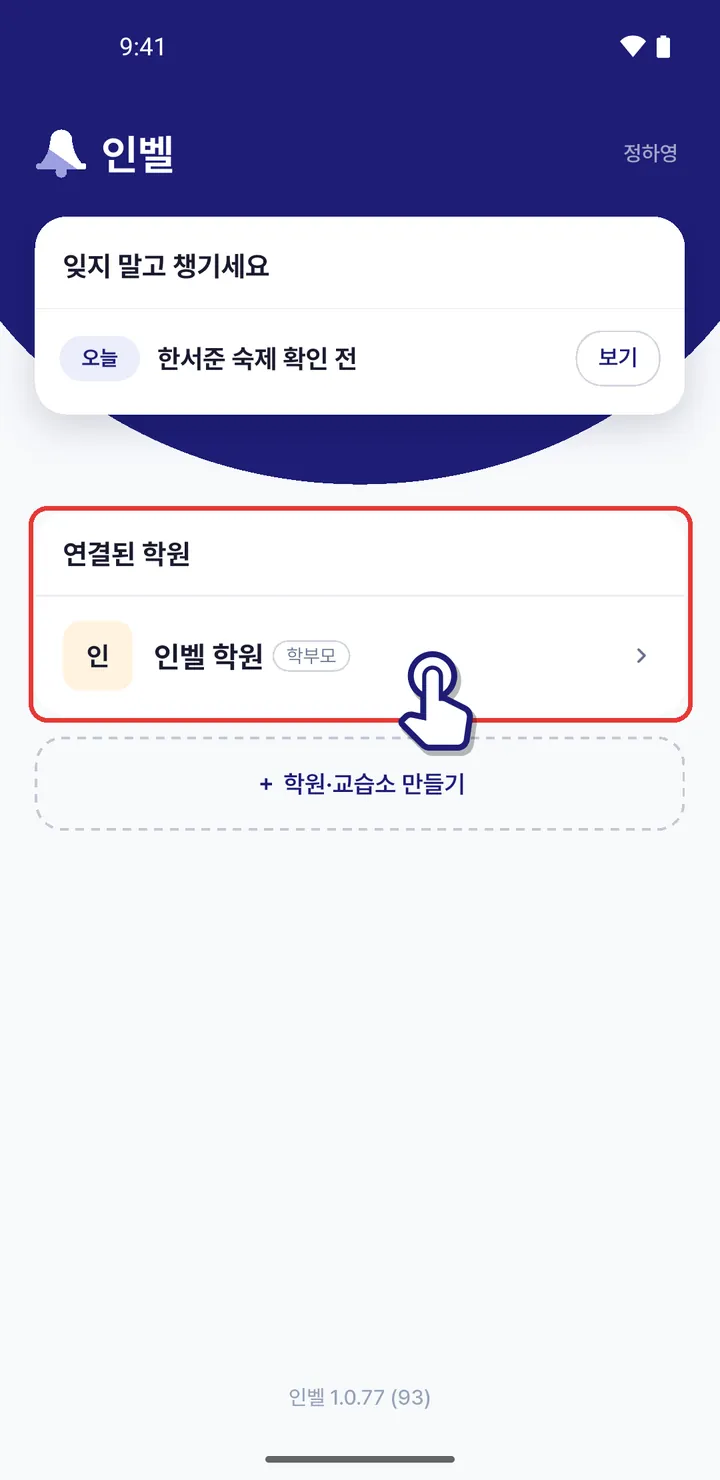 9:41
인벨
정하영
잊지 말고 챙기세요
오늘 한서준 숙제 확인 전 보기
연결된 학원
인 인벨 학원 학부모
+ 학원·교습소 만들기
인벨 1.0.77 (93)